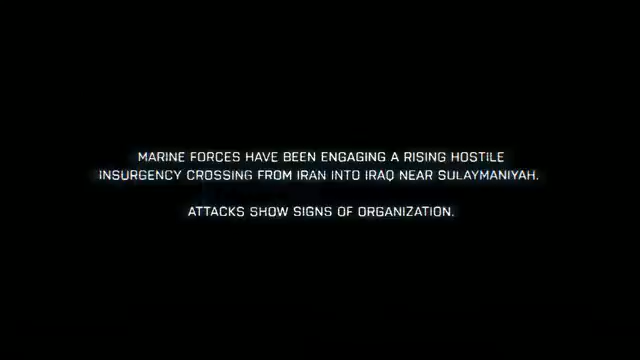 MARINE FORCES HAVE BEEN ENGAGING A RISING HOSTILE
INSURGENCY CROSSING FROM IRAN INTO IRAQ NEAR SULAYMANIYAH.
ATTACKS SHOW SIGNS OF ORGANIZATION.